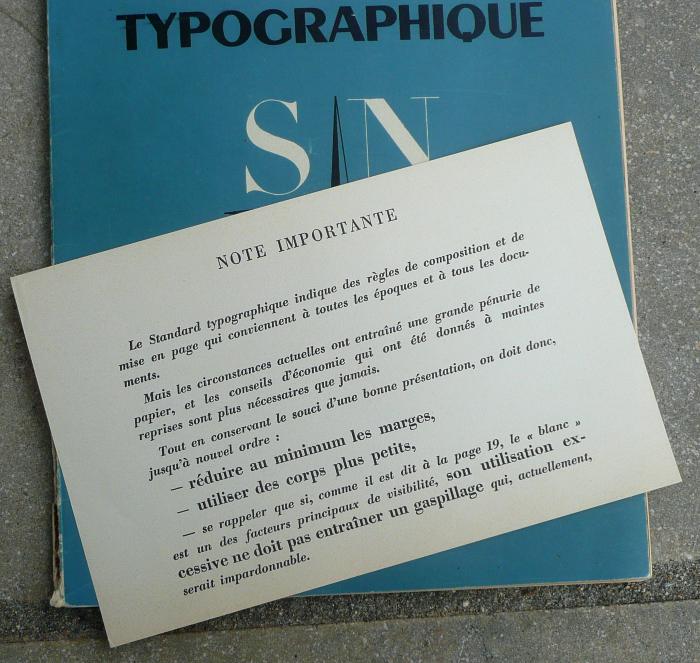 TYPOGRAPHIQUE
SN
NOTE IMPORTANTE
Le Standard typographique indique des règles de composition et de
mise en page qui conviennent à toutes les époques et à tous les docu-
ments.
Mais les circonstances actuelles ont entraîné une grande pénurie de
papier, et les conseils d'économie qui ont été donnés à maintes
reprises sont plus nécessaires que jamais.
Tout en conservant le souci d'une bonne présentation, on doit donc,
jusqu'à nouvel ordre :
— réduire au minimum les marges,
— utiliser des corps plus petits,
— se rappeler que si, comme il est dit à la page 19, le « blanc »
est un des facteurs principaux de visibilité, son utilisation ex-
cessive ne doit pas entraîner un gaspillage qui, actuellement,
serait impardonnable.